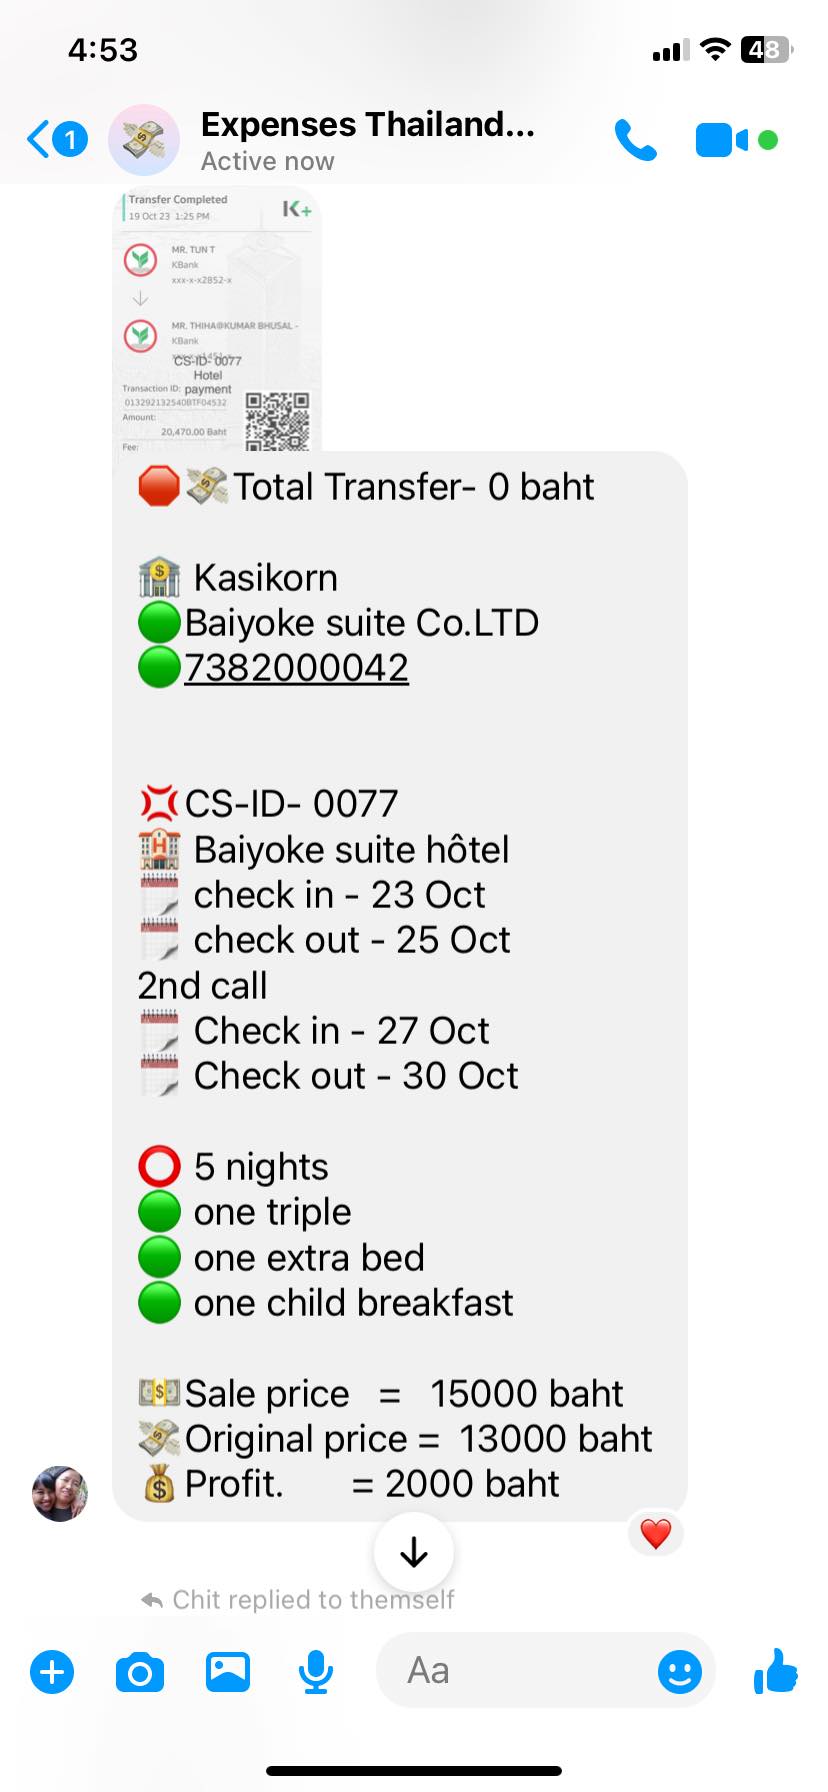 4:53
48
1
Expenses Thailand...
Active now
Transfer Completed
19 Oct 23 1:25 PM
K+
MR. TUN T
KBank
xxx-x-x2852-x
MR. THIHA@KUMAR BHUSAL -
KBank
CS-ID- 0077
Hotel
Transaction ID: payment
013292132540BTF04532
Amount:
20,470.00 Baht
Fee:
Total Transfer- 0 baht
Kasikorn
Baiyoke suite Co.LTD
7382000042
CS-ID- 0077
Baiyoke suite hôtel
check in - 23 Oct
check out - 25 Oct
2nd call
Check in - 27 Oct
Check out - 30 Oct
5 nights
one triple
one extra bed
one child breakfast
Sale price = 15000 baht
Original price = 13000 baht
Profit. = 2000 baht
Chit replied to themself
Aa